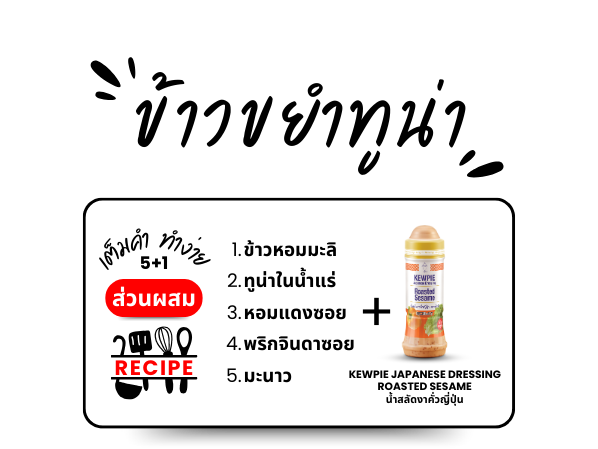 ข้าวขยำทูน่า
เต็มคำ ทำง่าย
5+1
ส่วนผสม
RECIPE
1. ข้าวหอมมะลิ
2. ทูน่าในน้ำแร่
3. หอมแดงซอย
4. พริกจินดาซอย
5. มะนาว
+
KEWPIE
Roasted
Sesame
KEWPIE JAPANESE DRESSING
ROASTED SESAME
น้ำสลัดงาคั่วญี่ปุ่น